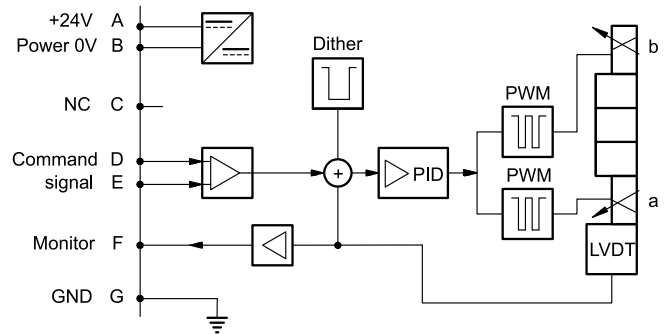 +24V A
Power 0V B
Dither
b
PWM
NC C
Command D
signal E
+
PID
PWM
a
Monitor F
LVDT
GND G